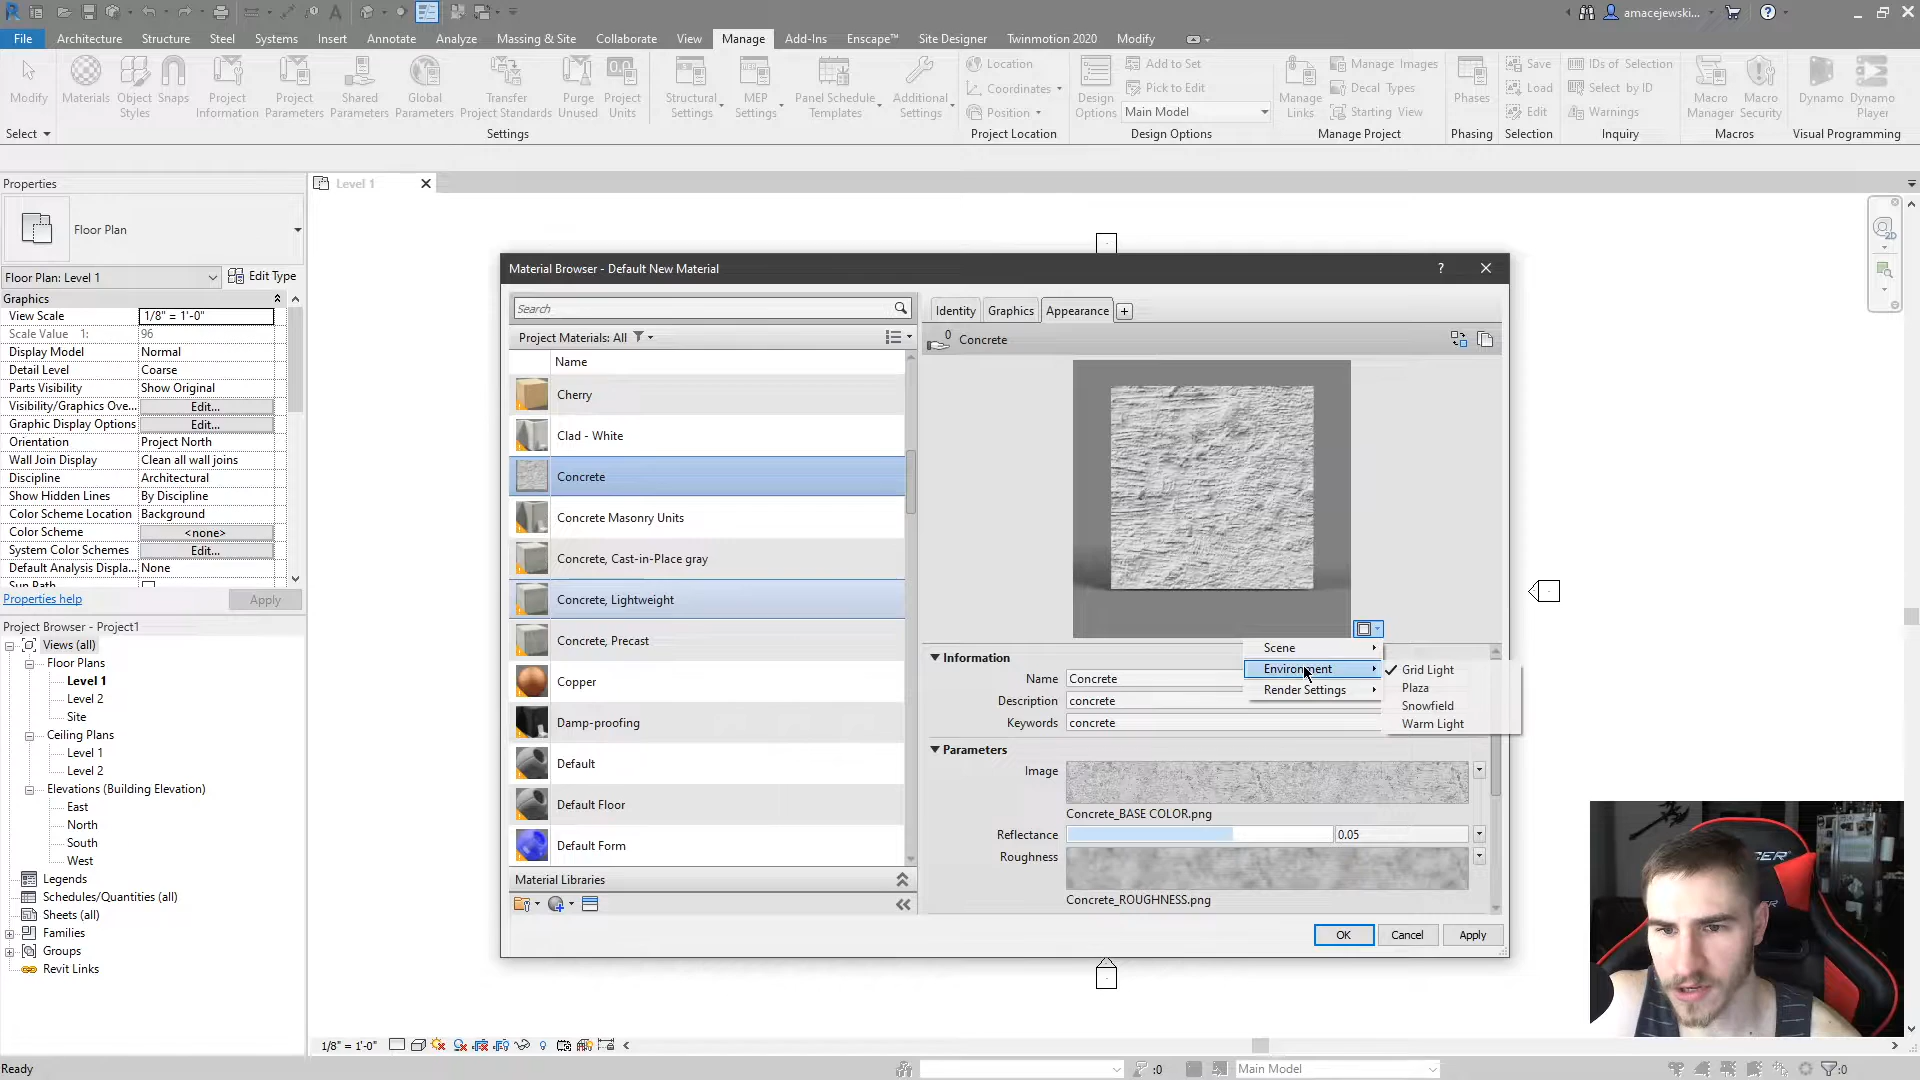 amacejewski...
File Architecture Structure Steel Systems Insert Annotate Analyze Massing & Site Collaborate View Manage Add-Ins Enscape™ Site Designer Twinmotion 2020 Modify
Modify
Materials
Object Styles
Snaps
Project Information
Project Parameters
Shared Parameters
Global Parameters
Transfer Project Standards
Purge Unused
Project Units
Structural Settings
MEP Settings
Panel Schedule Templates
Additional Settings
Location
Coordinates
Position
Design Options
Add to Set
Pick to Edit
Main Model
Manage Links
Manage Images
Decal Types
Starting View
Phases
Save
Load
Edit
IDs of Selection
Select by ID
Warnings
Macro Manager
Macro Security
Dynamo
Dynamo Player
Select Settings Project Location Design Options Manage Project Phasing Selection Inquiry Macros Visual Programming
Properties
Floor Plan
Floor Plan: Level 1 Edit Type
Graphics
View Scale 1/8" = 1'-0"
Scale Value 1: 96
Display Model Normal
Detail Level Coarse
Parts Visibility Show Original
Visibility/Graphics Ove... Edit...
Graphic Display Options Edit...
Orientation Project North
Wall Join Display Clean all wall joins
Discipline Architectural
Show Hidden Lines By Discipline
Color Scheme Location Background
Color Scheme <none>
System Color Schemes Edit...
Default Analysis Displa... None
Sun Path
Properties help Apply
Project Browser - Project1
Views (all)
Floor Plans
Level 1
Level 2
Site
Ceiling Plans
Level 1
Level 2
Elevations (Building Elevation)
East
North
South
West
Legends
Schedules/Quantities (all)
Sheets (all)
Families
Groups
Revit Links
Level 1
2D
Material Browser - Default New Material ?
Search
Project Materials: All
Name
Cherry
Clad - White
Concrete
Concrete Masonry Units
Concrete, Cast-in-Place gray
Concrete, Lightweight
Concrete, Precast
Copper
Damp-proofing
Default
Default Floor
Default Form
Material Libraries
Identity Graphics Appearance +
0 Concrete
Scene
Environment
Render Settings
Grid Light
Plaza
Snowfield
Warm Light
Information
Name Concrete
Description concrete
Keywords concrete
Parameters
Image
Concrete_BASE COLOR.png
Reflectance 0.05
Roughness
Concrete_ROUGHNESS.png
OK Cancel Apply
1/8" = 1'-0"
Ready :0 Main Model :0